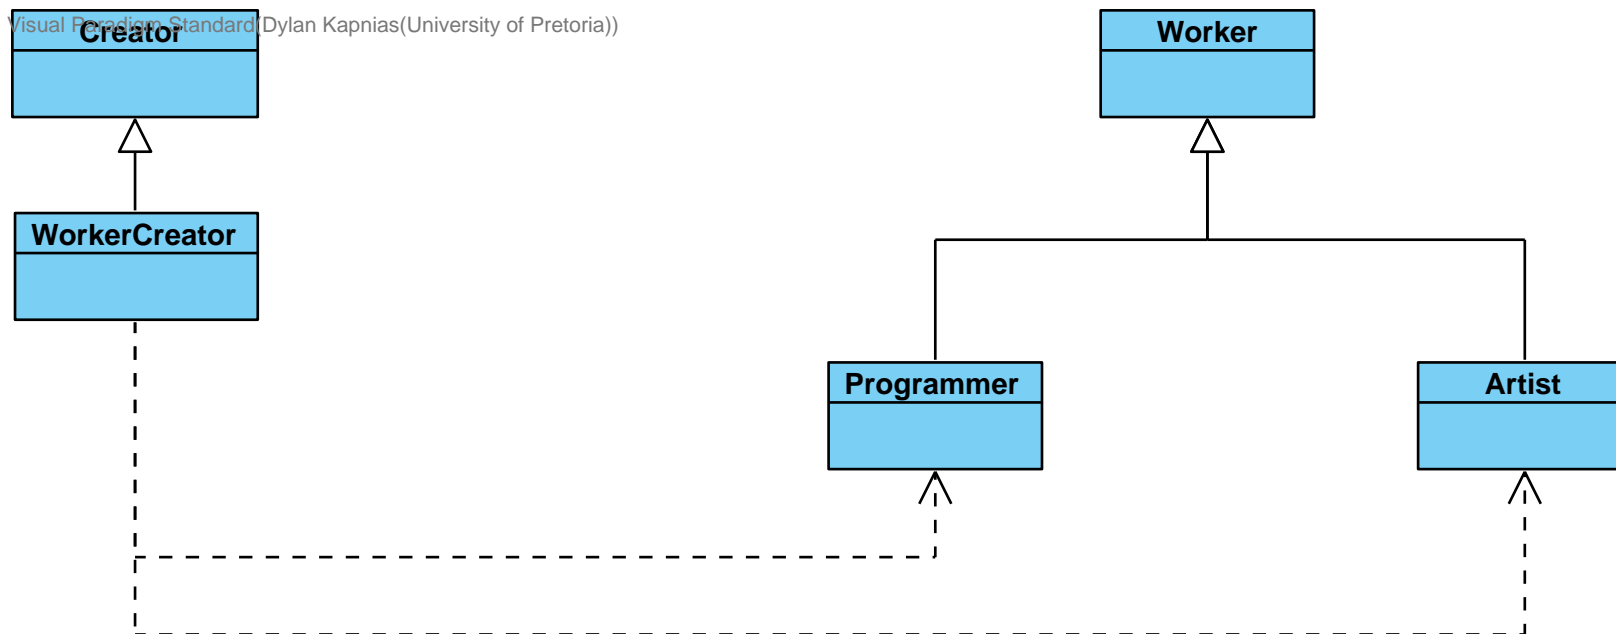 Visual Paradigm Standard(Dylan Kapnias(University of Pretoria))
Creator
Worker
WorkerCreator
Programmer
Artist